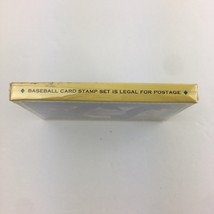 ★ BASEBALL CARD STAMP SET IS LEGAL FOR POSTAGE ★